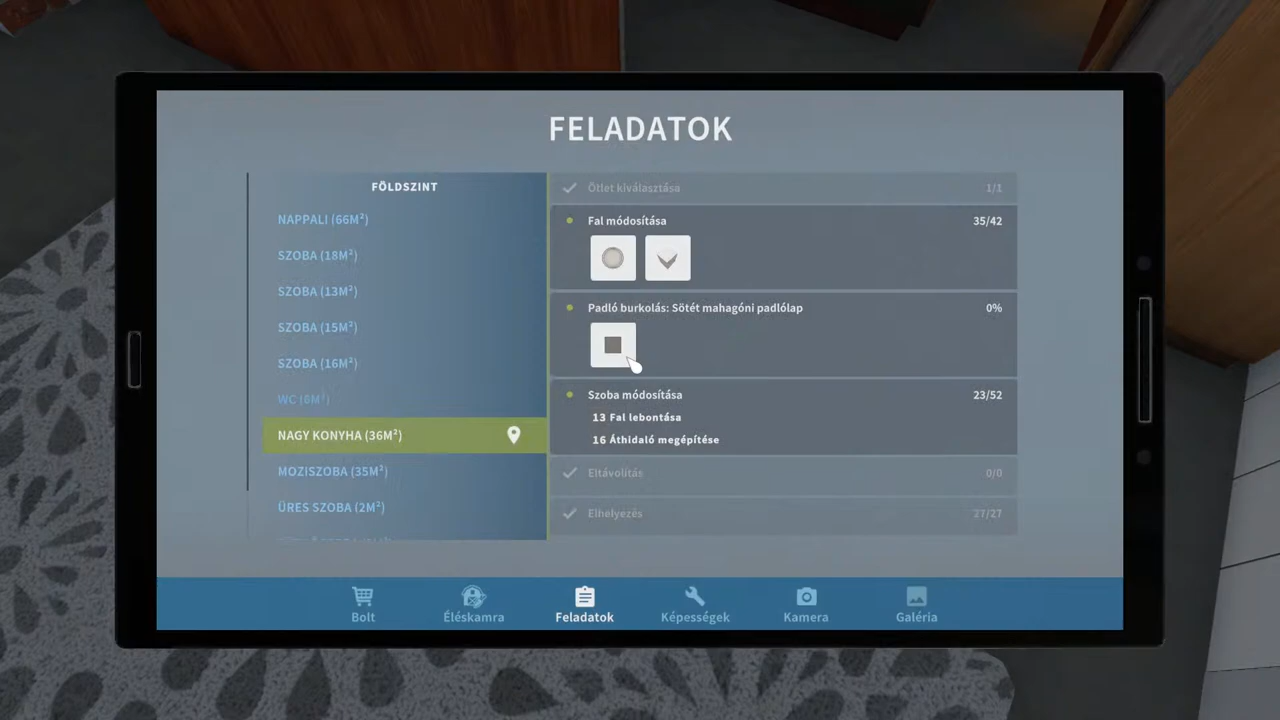 FELADATOK
FÖLDSZINT
NAPPALI (66M²)
SZOBA (18M²)
SZOBA (13M²)
SZOBA (15M²)
SZOBA (16M²)
WC (6M²)
NAGY KONYHA (36M²)
MOZISZOBA (35M²)
ÜRES SZOBA (2M²)
Ötlet kiválasztása 1/1
Fal módosítása 35/42
Padló burkolás: Sötét mahagóni padlólap 0%
Szoba módosítása 23/52
13 Fal lebontása
16 Áthidaló megépítése
Eltávolítás 0/0
Elhelyezés 27/27
Bolt
Éléskamra
Feladatok
Képességek
Kamera
Galéria